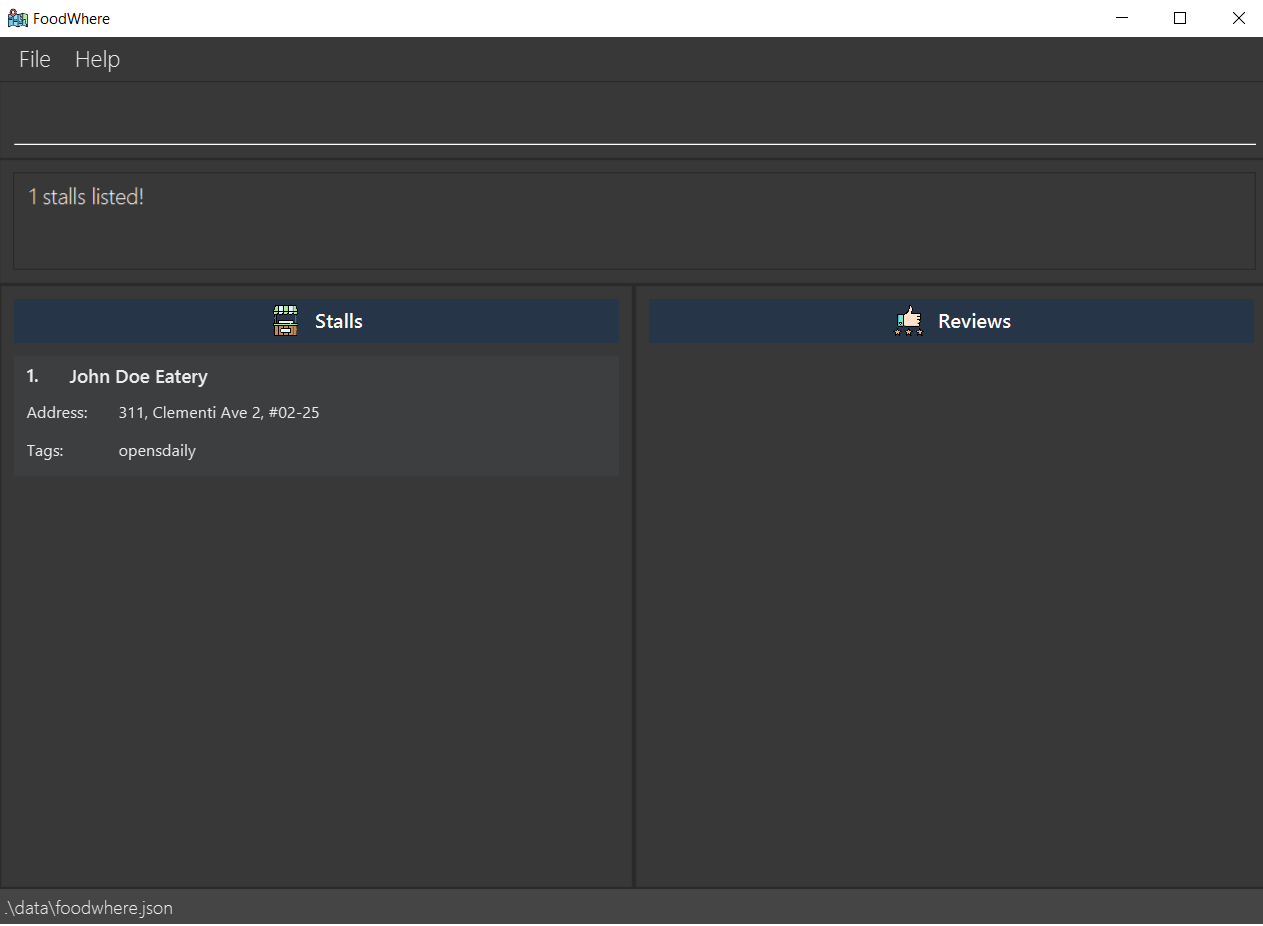 FoodWhere
File Help
1 stalls listed!
Stalls
1. John Doe Eatery
Address: 311, Clementi Ave 2, #02-25
Tags: opensdaily
Reviews
.\data\foodwhere.json